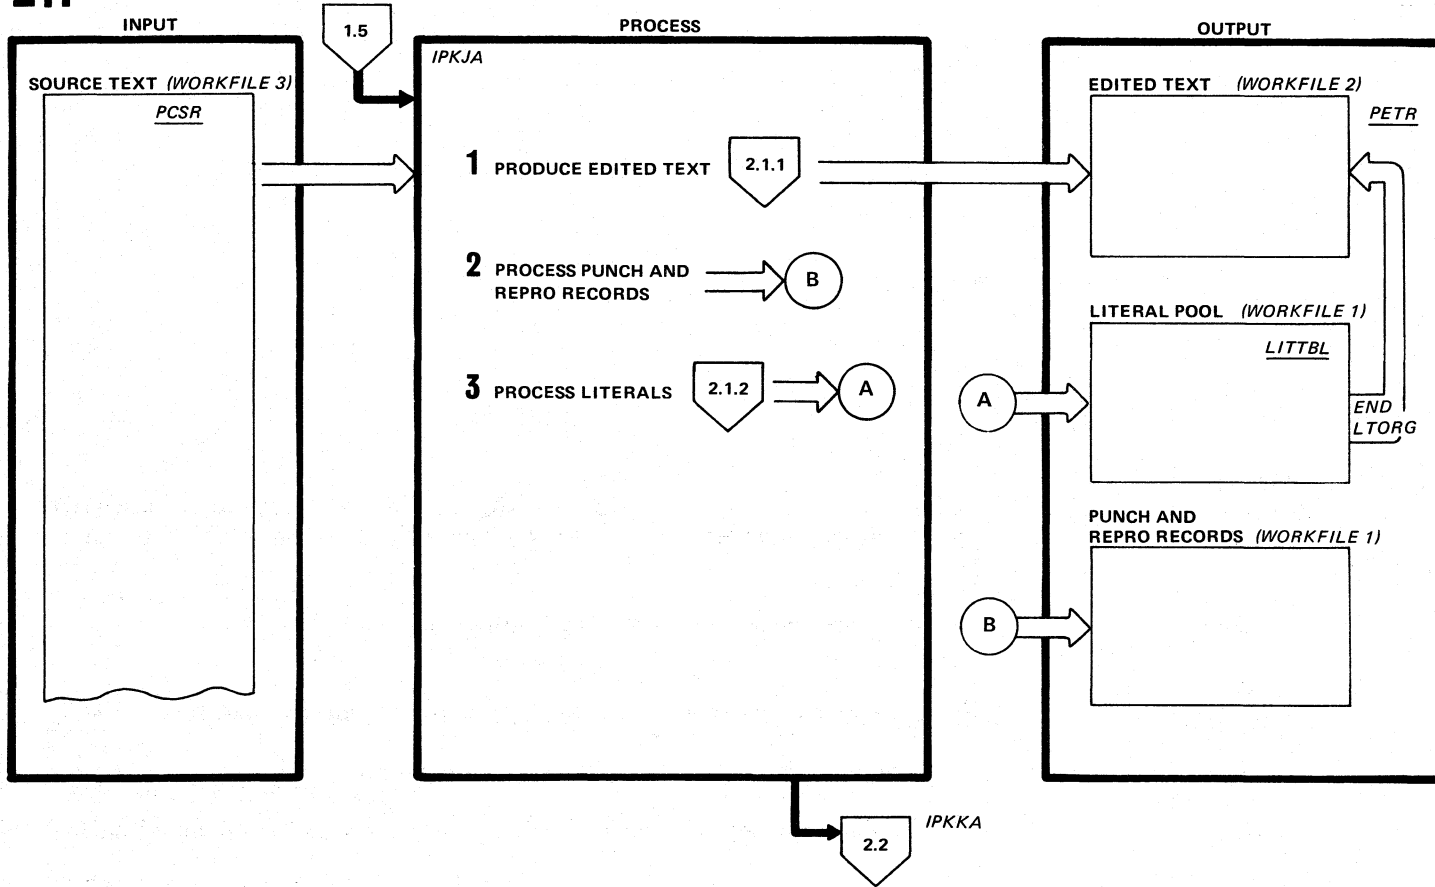 INPUT
1.5
PROCESS
OUTPUT
IPKJA
SOURCE TEXT (WORKFILE 3)
PCSR
EDITED TEXT (WORKFILE 2)
PETR
1 PRODUCE EDITED TEXT
2.1.1
2 PROCESS PUNCH AND
REPRO RECORDS
B
LITERAL POOL (WORKFILE 1)
LITTBL
3 PROCESS LITERALS
2.1.2
A
A
END
LTORG
PUNCH AND
REPRO RECORDS (WORKFILE 1)
B
IPKKA
2.2